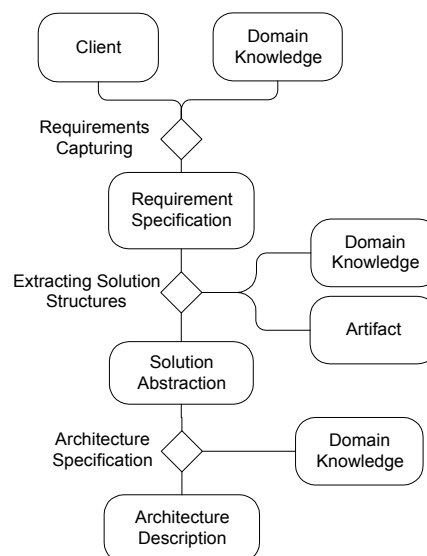 Client
Domain
Knowledge
Requirements
Capturing
Requirement
Specification
Domain
Knowledge
Extracting Solution
Structures
Artifact
Solution
Abstraction
Architecture
Specification
Domain
Knowledge
Architecture
Description